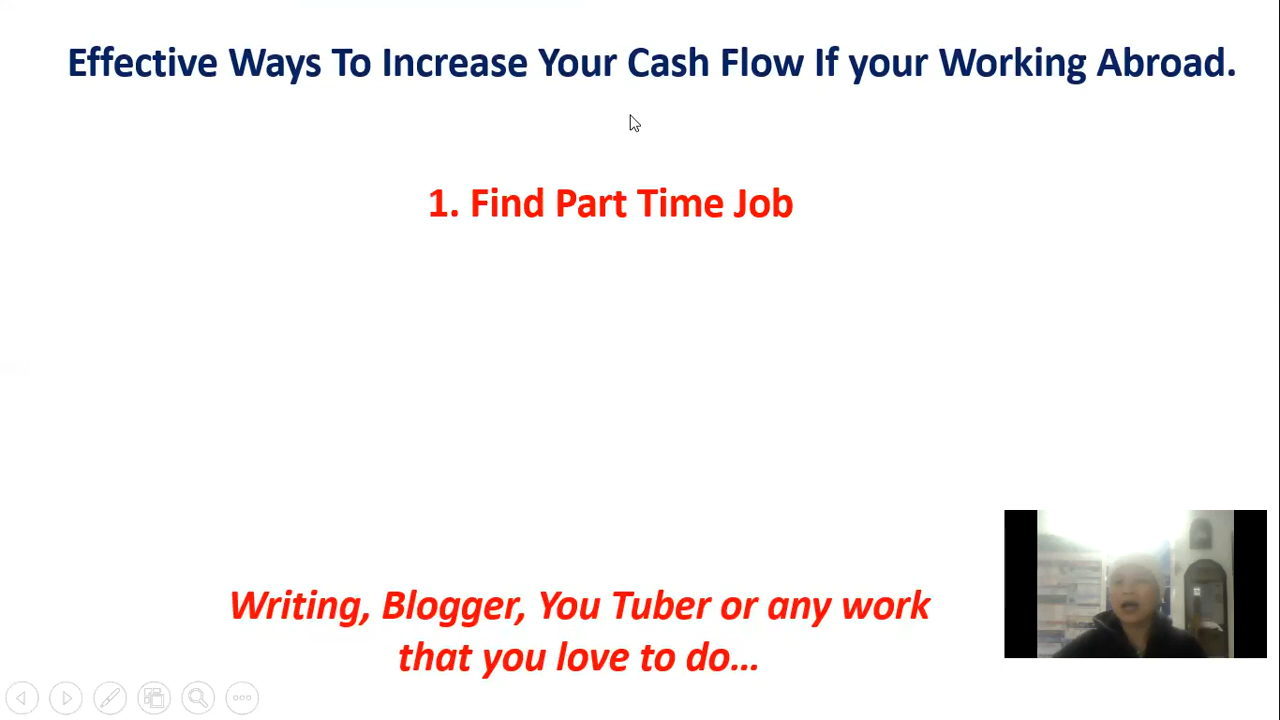 Effective Ways To Increase Your Cash Flow If your Working Abroad.
1. Find Part Time Job
Writing, Blogger, You Tuber or any work
that you love to do...